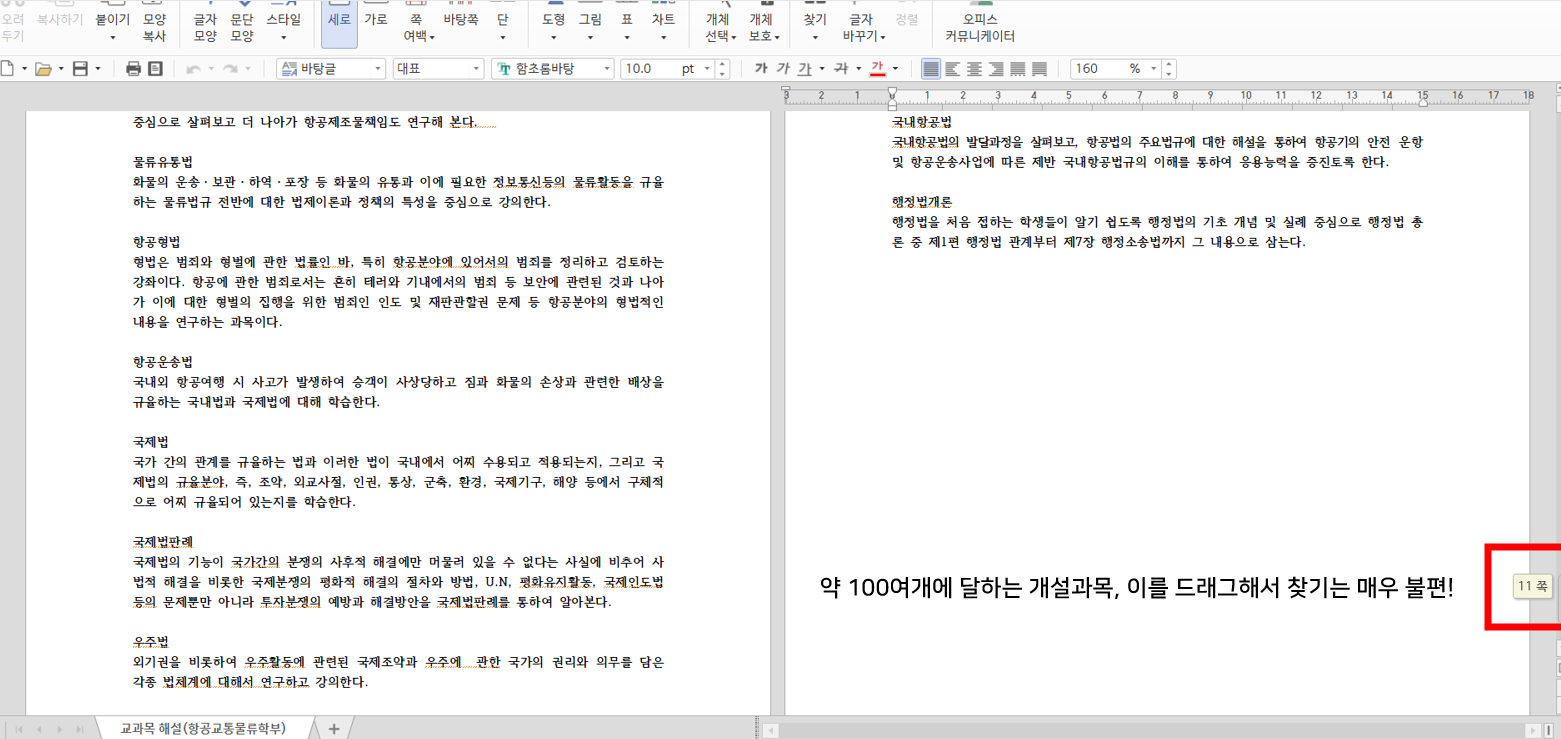 오려 복사하기 붙이기 모양 글자 문단 스타일 세로 가로 쪽 바탕쪽 단 도형 그림 표 차트 개체 개체 찾기 글자 정렬 오피스
두기 복사 모양 모양 여백 선택 보호 바꾸기 커뮤니케이터
바탕글 대표 함초롬바탕 10.0 pt 가 가 가 가 가 160 %
3 2 1 0 1 2 3 4 5 6 7 8 9 10 11 12 13 14 15 16 17 18
중심으로 살펴보고 더 나아가 항공제조물책임도 연구해 본다.
물류유통법
화물의 운송·보관·하역·포장 등 화물의 유통과 이에 필요한 정보통신등의 물류활동을 규율
하는 물류법규 전반에 대한 법제이론과 정책의 특성을 중심으로 강의한다.
항공형법
형법은 범죄와 형벌에 관한 법률인 바, 특히 항공분야에 있어서의 범죄를 정리하고 검토하는
강좌이다. 항공에 관한 범죄로서는 흔히 테러와 기내에서의 범죄 등 보안에 관련된 것과 나아
가 이에 대한 형벌의 집행을 위한 범죄인 인도 및 재판관할권 문제 등 항공분야의 형법적인
내용을 연구하는 과목이다.
항공운송법
국내외 항공여행 시 사고가 발생하여 승객이 사상당하고 짐과 화물의 손상과 관련한 배상을
규율하는 국내법과 국제법에 대해 학습한다.
국제법
국가 간의 관계를 규율하는 법과 이러한 법이 국내에서 어찌 수용되고 적용되는지, 그리고 국
제법의 규율분야, 즉, 조약, 외교사절, 인권, 통상, 군축, 환경, 국제기구, 해양 등에서 구체적
으로 어찌 규율되어 있는지를 학습한다.
국제법판례
국제법의 기능이 국가간의 분쟁의 사후적 해결에만 머물러 있을 수 없다는 사실에 비추어 사
법적 해결을 비롯한 국제분쟁의 평화적 해결의 절차와 방법, U.N, 평화유지활동, 국제인도법
등의 문제뿐만 아니라 투자분쟁의 예방과 해결방안을 국제법판례를 통하여 알아본다.
우주법
외기권을 비롯하여 우주활동에 관련된 국제조약과 우주에 관한 국가의 권리와 의무를 담은
각종 법체계에 대해서 연구하고 강의한다.
국내항공법
국내항공법의 발달과정을 살펴보고, 항공법의 주요법규에 대한 해설을 통하여 항공기의 안전 운항
및 항공운송사업에 따른 제반 국내항공법규의 이해를 통하여 응용능력을 증진토록 한다.
행정법개론
행정법을 처음 접하는 학생들이 알기 쉽도록 행정법의 기초 개념 및 실례 중심으로 행정법 총
론 중 제1편 행정법 관계부터 제7장 행정소송법까지 그 내용으로 삼는다.
약 100여개에 달하는 개설과목, 이를 드래그해서 찾기는 매우 불편!
11 쪽
교과목 해설(항공교통물류학부)